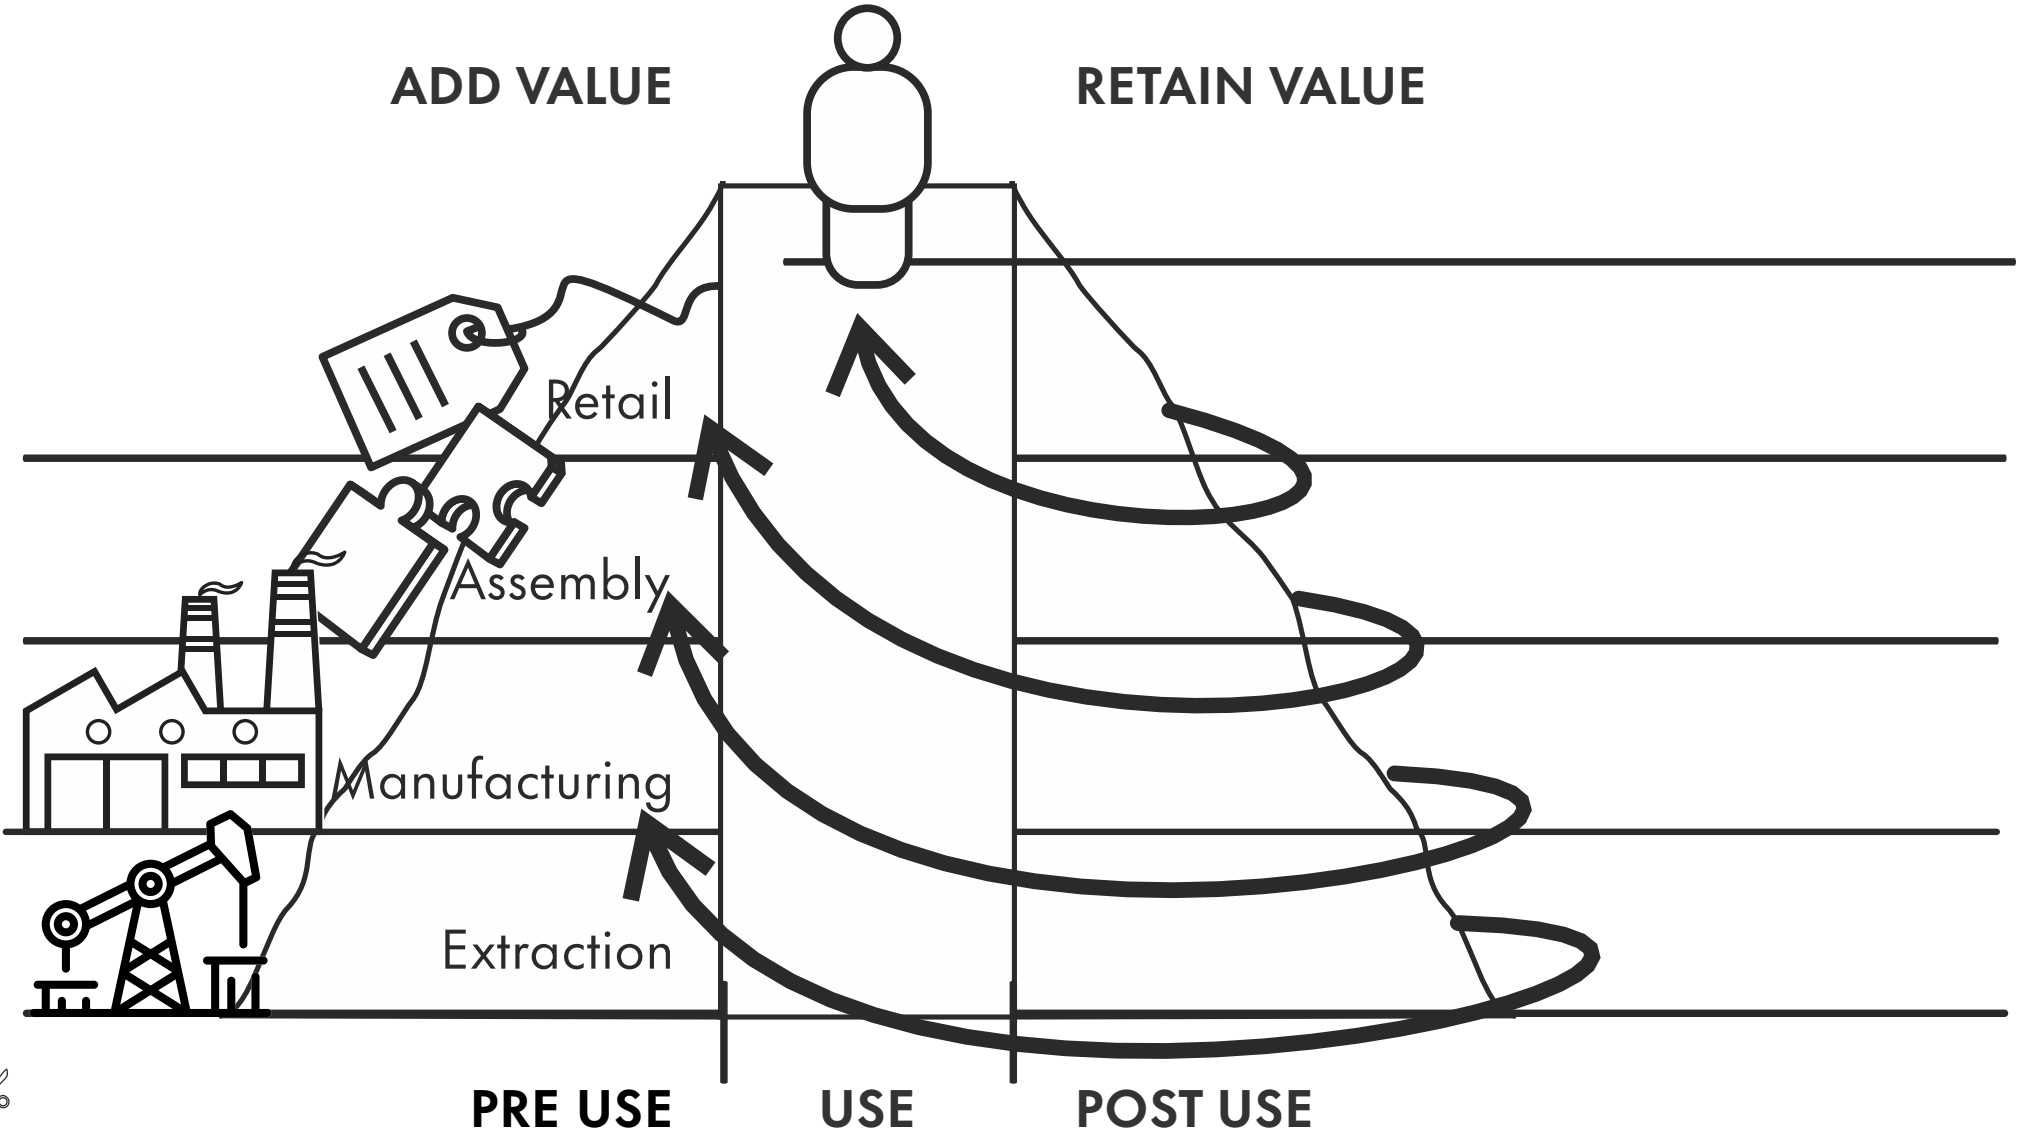 ADD VALUE
RETAIN VALUE
Retail
Assembly
Manufacturing
Extraction
PRE USE
USE
POST USE